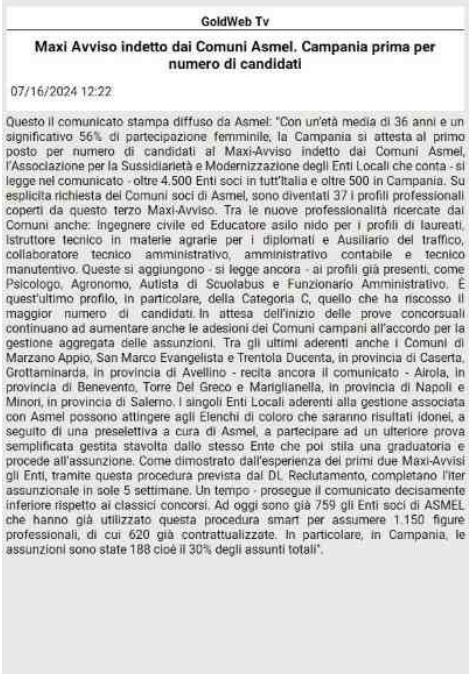 GoldWeb Tv
Maxi Avviso indetto dai Comuni Asmel. Campania prima per
numero di candidati
07/16/2024 12:22
Questo il comunicato stampa diffuso da Asmel: "Con un'età media di 36 anni e un
significativo 56% di partecipazione femminile, la Campania si attesta al primo
posto per numero di candidati al Maxi-Avviso indetto dai Comuni Asmel,
l'Associazione per la Sussidiarietà e Modernizzazione degli Enti Locali che conta - si
legge nel comunicato - oltre 4.500 Enti soci in tutt'Italia e oltre 500 in Campania. Su
esplicita richiesta dei Comuni soci di Asmel, sono diventati 37 i profili professionali
coperti da questo terzo Maxi-Avviso. Tra le nuove professionalità ricercate dai
Comuni anche: Ingegnere civile ed Educatore asilo nido per i profili di laureati,
Istruttore tecnico in materie agrarie per i diplomati e Ausiliario del traffico,
collaboratore tecnico amministrativo, amministrativo contabile e tecnico
manutentivo. Queste si aggiungono - si legge ancora - ai profili già presenti, come
Psicologo, Agronomo, Autista di Scuolabus e Funzionario Amministrativo. È
quest'ultimo profilo, in particolare, della Categoria C, quello che ha riscosso il
maggior numero di candidati. In attesa dell'inizio delle prove concorsuali
continuano ad aumentare anche le adesioni dei Comuni campani all'accordo per la
gestione aggregata delle assunzioni. Tra gli ultimi aderenti anche i Comuni di
Marzano Appio, San Marco Evangelista e Trentola Ducenta, in provincia di Caserta,
Grottaminarda, in provincia di Avellino - recita ancora il comunicato - Airola, in
provincia di Benevento, Torre Del Greco e Mariglianella, in provincia di Napoli e
Minori, in provincia di Salerno. I singoli Enti Locali aderenti alla gestione associata
con Asmel possono attingere agli Elenchi di coloro che saranno risultati idonei, a
seguito di una preselettiva a cura di Asmel, a partecipare ad un ulteriore prova
semplificata gestita stavolta dallo stesso Ente che poi stila una graduatoria e
procede all'assunzione. Come dimostrato dall'esperienza dei primi due Maxi-Avvisi
gli Enti, tramite questa procedura prevista dal DL Reclutamento, completano l'iter
assunzionale in sole 5 settimane. Un tempo - prosegue il comunicato decisamente
inferiore rispetto ai classici concorsi. Ad oggi sono già 759 gli Enti soci di ASMEL
che hanno già utilizzato questa procedura smart per assumere 1.150 figure
professionali, di cui 620 già contrattualizzate. In particolare, in Campania, le
assunzioni sono state 188 cioè il 30% degli assunti totali".